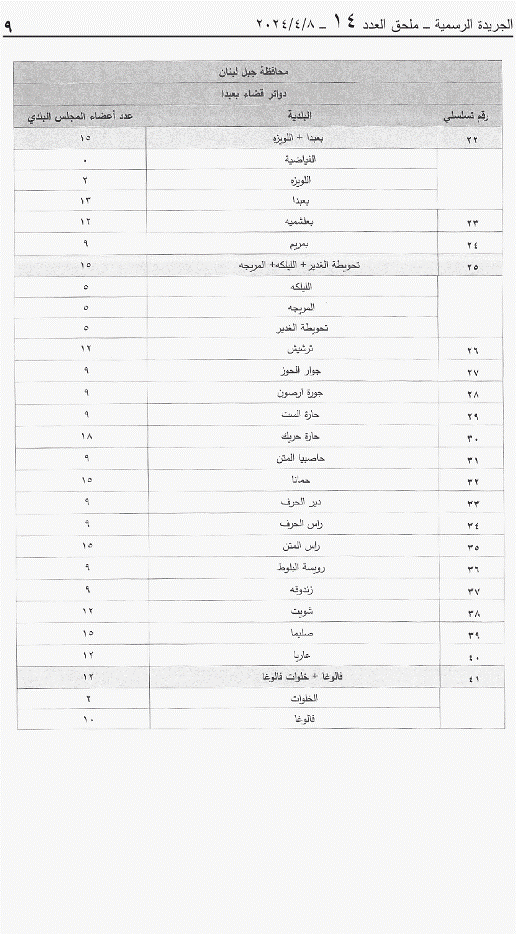 الجريدة الرسمية – ملحق العدد ١٤ – ٢٠٢٤/٤/٨ ٩
محافظة جبل لبنان
دوائر قضاء بعبدا
رقم تسلسلي البلدية عدد أعضاء المجلس البلدي
٢٢ بعبدا + اللويزه ١٥
الفياضية ٠
اللويزه ٢
بعبدا ١٣
٢٣ بعلشميه ١٢
٢٤ بمريم ٩
٢٥ تحويطة الغدير + الليلكه+ المريجه ١٥
الليلكه ٥
المريجه ٥
تحويطة الغدير ٥
٢٦ ترشيش ١٢
٢٧ جوار الحوز ٩
٢٨ جورة ارصون ٩
٢٩ حارة الست ٩
٣٠ حارة حريك ١٨
٣١ حاصبيا المتن ٩
٣٢ حمانا ١٥
٣٣ دير الحرف ٩
٣٤ راس الحرف ٩
٣٥ راس المتن ١٥
٣٦ رويسة البلوط ٩
٣٧ زندوقه ٩
٣٨ شويت ١٢
٣٩ صليما ١٥
٤٠ عاريا ١٢
٤١ فالوغا + خلوات فالوغا ١٢
الخلوات ٢
فالوغا ١٠